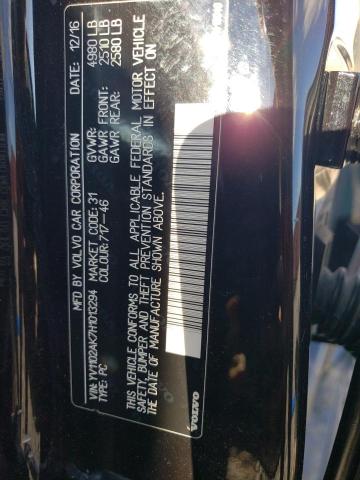 MFD BY VOLVO CAR CORPORATION DATE: 12/16
GVWR: 4980 LB
GAWR FRONT: 2510 LB
GAWR REAR: 2580 LB
VIN: YV1102AK7H1013294 MARKET CODE: 31
TYPE: PC COLOUR: 717-46
THIS VEHICLE CONFORMS TO ALL APPLICABLE FEDERAL MOTOR VEHICLE
SAFETY, BUMPER AND THEFT PREVENTION STANDARDS IN EFFECT ON
THE DATE OF MANUFACTURE SHOWN ABOVE.
VOLVO